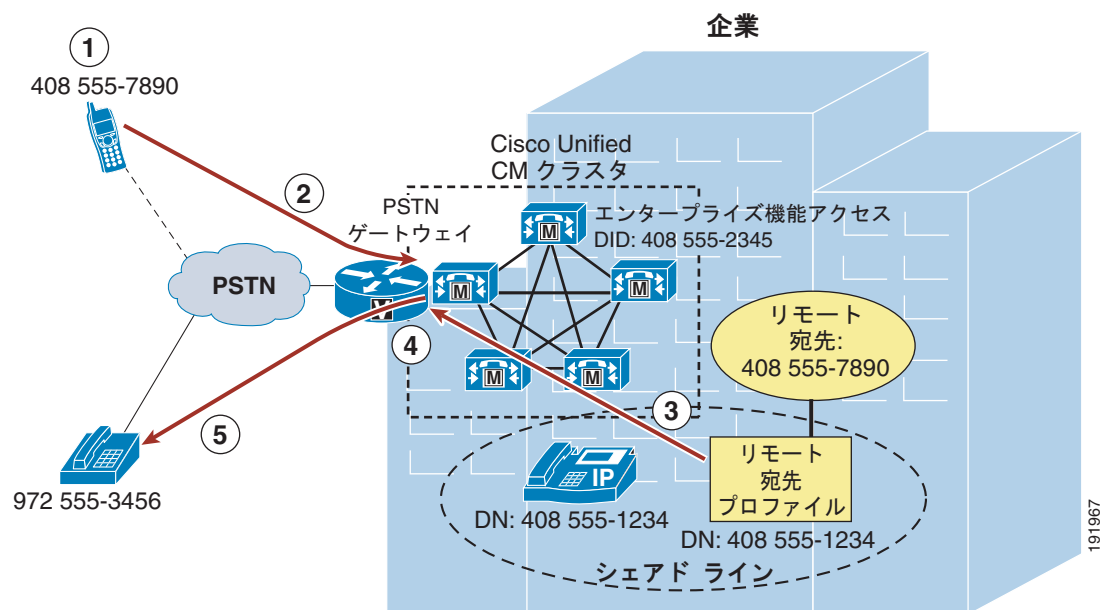 企業
1
408 555-7890
Cisco Unified
CM クラスタ
2
PSTN
ゲートウェイ
エンタープライズ機能アクセス
DID: 408 555-2345
M
M
M
M
M
PSTN
V
4
リモート
宛先:
408 555-7890
3
5
リモート
宛先
プロファイル
IP
972 555-3456
DN: 408 555-1234
DN: 408 555-1234
シェアド ライン
191967